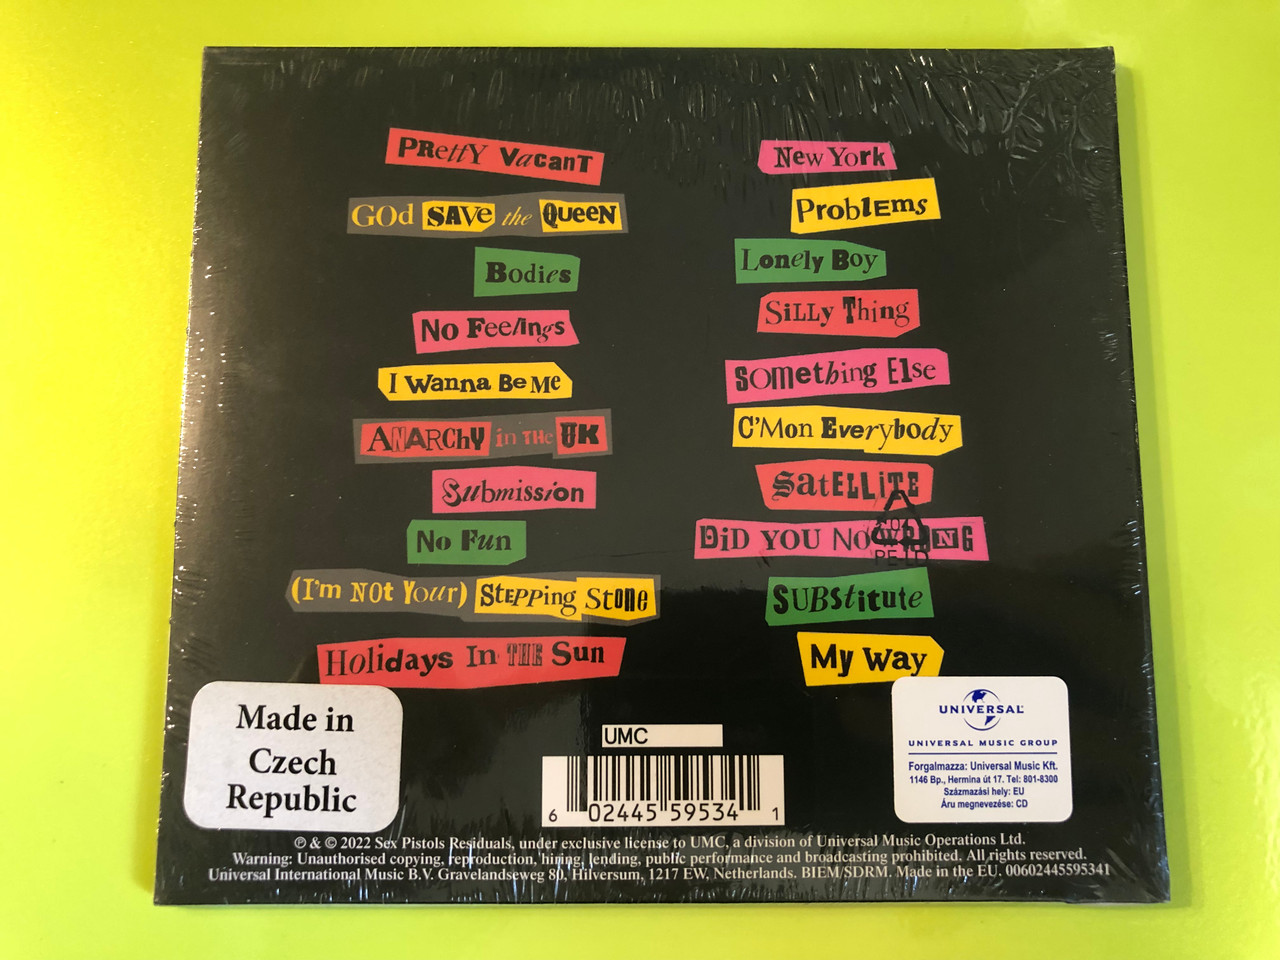 PRettY VacanT
GOd SAVe the QUeeN
Bodies
No Feelings
I Wanna Be Me
ANARCHY in THE UK
Submission
No Fun
(I'm NOt Your) StePPing StOne
Holidays In THE Sun
New York
ProblEms
Lonely Boy
SiLLy Thing
SOmething Else
C'Mon Everybody
SatELLiTE
DiD YOU NO WRONG
SUBStitute
My Way
PE-LD
Made in
Czech
Republic
UMC
6 02445 59534 1
UNIVERSAL
UNIVERSAL MUSIC GROUP
Forgalmazza: Universal Music Kft.
1146 Bp., Hermina út 17. Tel: 801-8300
Származási hely: EU
Áru megnevezése: CD
℗ & © 2022 Sex Pistols Residuals, under exclusive license to UMC, a division of Universal Music Operations Ltd.
Warning: Unauthorised copying, reproduction, hiring, lending, public performance and broadcasting prohibited. All rights reserved.
Universal International Music B.V. Gravelandseweg 80, Hilversum, 1217 EW, Netherlands. BIEM/SDRM. Made in the EU. 00602445595341